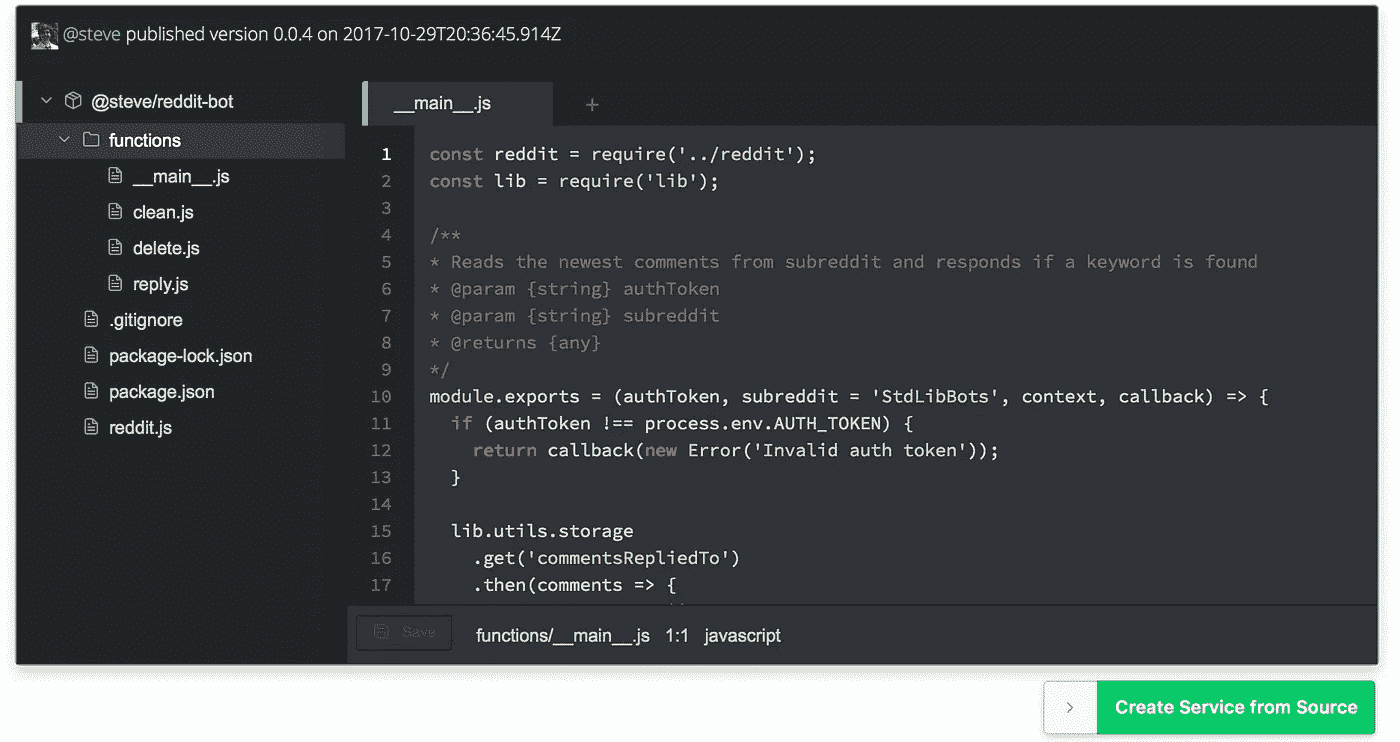 @steve published version 0.0.4 on 2017-10-29T20:36:45.914Z
@steve/reddit-bot
functions
__main__.js
clean.js
delete.js
reply.js
.gitignore
package-lock.json
package.json
reddit.js
__main__.js +
1 const reddit = require('../reddit');
2 const lib = require('lib');
3
4 /**
5 * Reads the newest comments from subreddit and responds if a keyword is found
6 * @param {string} authToken
7 * @param {string} subreddit
8 * @returns {any}
9 */
10 module.exports = (authToken, subreddit = 'StdLibBots', context, callback) => {
11 if (authToken !== process.env.AUTH_TOKEN) {
12 return callback(new Error('Invalid auth token'));
13 }
14
15 lib.utils.storage
16 .get('commentsRepliedTo')
17 .then(comments => {
Save functions/__main__.js 1:1 javascript
Create Service from Source